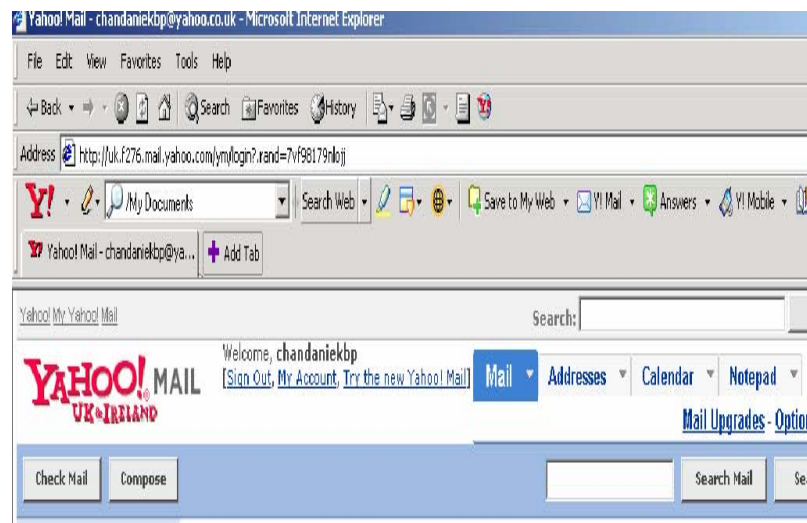 Yahoo! Mail - chandaniekbp@yahoo.co.uk - Microsoft Internet Explorer
File Edit View Favorites Tools Help
Back Search Favorites History
Address http://uk.f276.mail.yahoo.com/ym/login?.rand=7vf98179nlojj
Y! /My Documents Search Web Save to My Web Y! Mail Answers Y! Mobile
Yahoo! Mail - chandaniekbp@ya... Add Tab
Yahoo! My Yahoo! Mail Search:
Welcome, chandaniekbp
YAHOO! MAIL [Sign Out, My Account, Try the new Yahoo! Mail] Mail Addresses Calendar Notepad
UK & IRELAND Mail Upgrades - Option
Check Mail Compose Search Mail Se